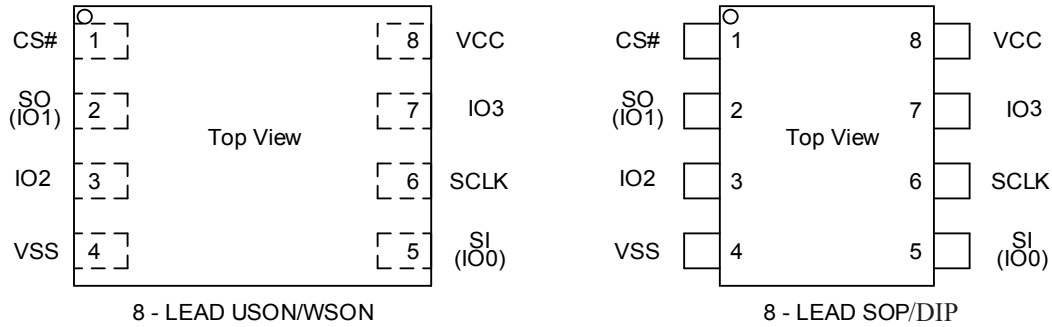 CS# 1 8 VCC
SO
(IO1) 2 7 IO3
Top View
IO2 3 6 SCLK
VSS 4 5 SI
(IO0)
8 - LEAD USON/WSON
CS# 1 8 VCC
SO
(IO1) 2 7 IO3
Top View
IO2 3 6 SCLK
VSS 4 5 SI
(IO0)
8 - LEAD SOP/DIP